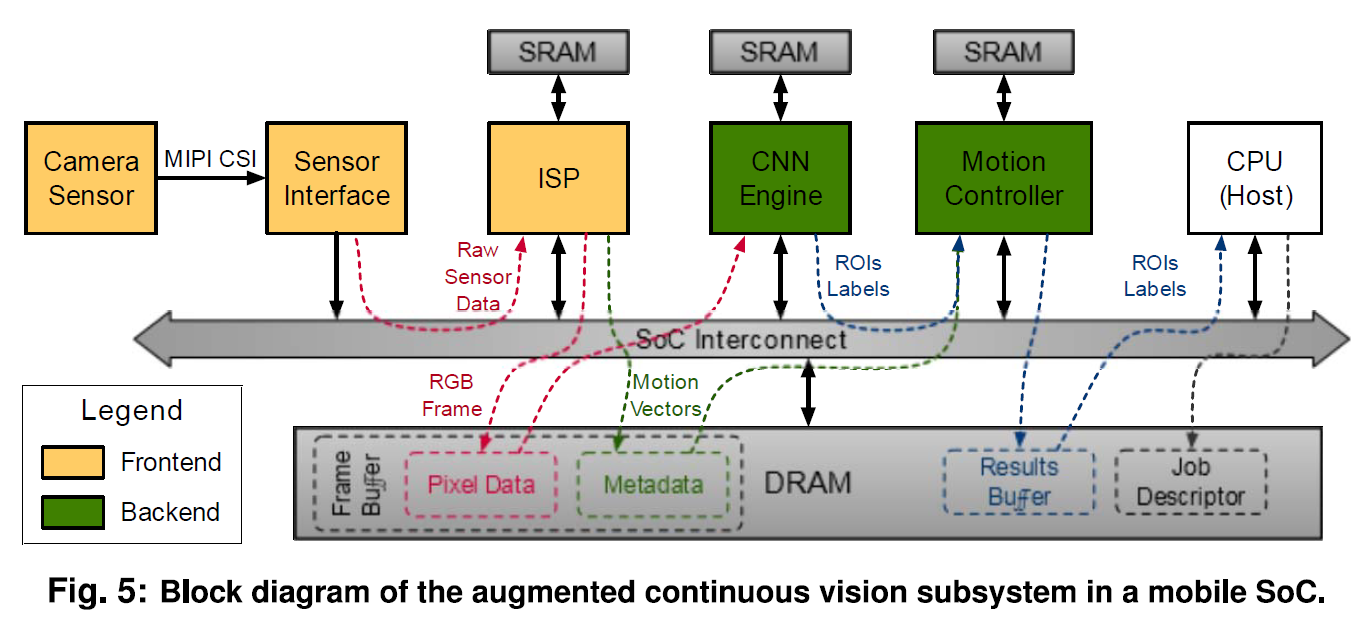 SRAM
SRAM
SRAM
Camera
Sensor
MIPI CSI
Sensor
Interface
ISP
CNN
Engine
Motion
Controller
CPU
(Host)
Raw
Sensor
Data
ROIs
Labels
ROIs
Labels
SoC Interconnect
RGB
Frame
Motion
Vectors
Legend
Frontend
Backend
Frame
Buffer
Pixel Data
Metadata
DRAM
Results
Buffer
Job
Descriptor
Fig. 5: Block diagram of the augmented continuous vision subsystem in a mobile SoC.